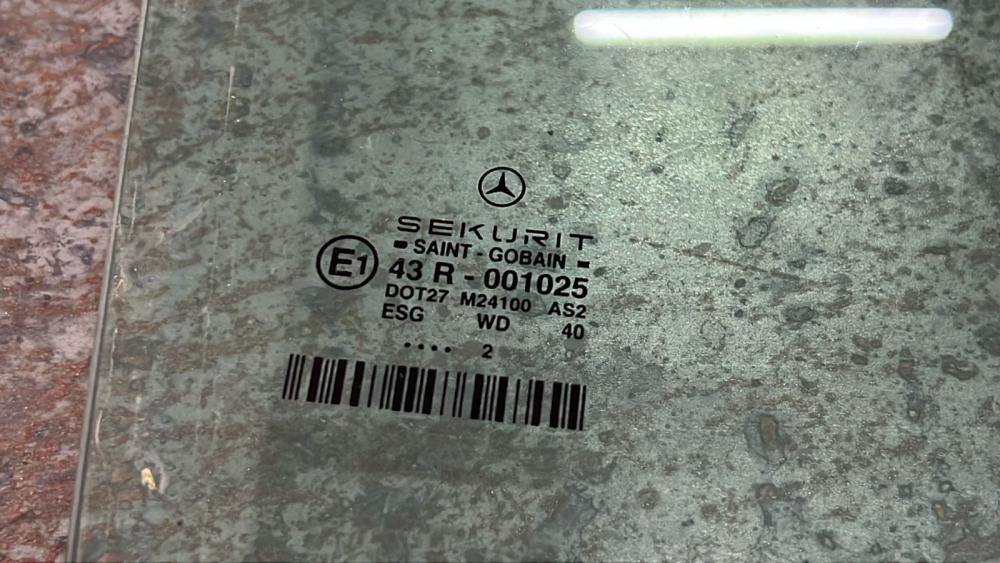 SEKURIT
SAINT - GOBAIN
E1
43 R - 001025
DOT27 M24100 AS2
ESG WD 40
.... 2